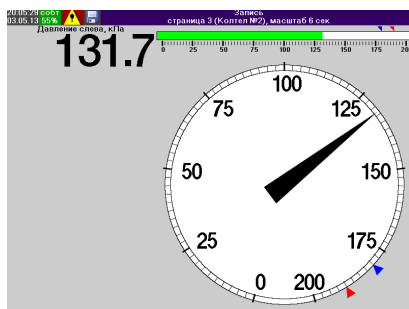 20:05:29 собт Запись
03.05.13 55% страница 3 (Колтел №2), масштаб 6 сек
Давление слева, кПа
131.7
0 25 50 75 100 125 150 175 200
100
75 125
50 150
25 175
0 200